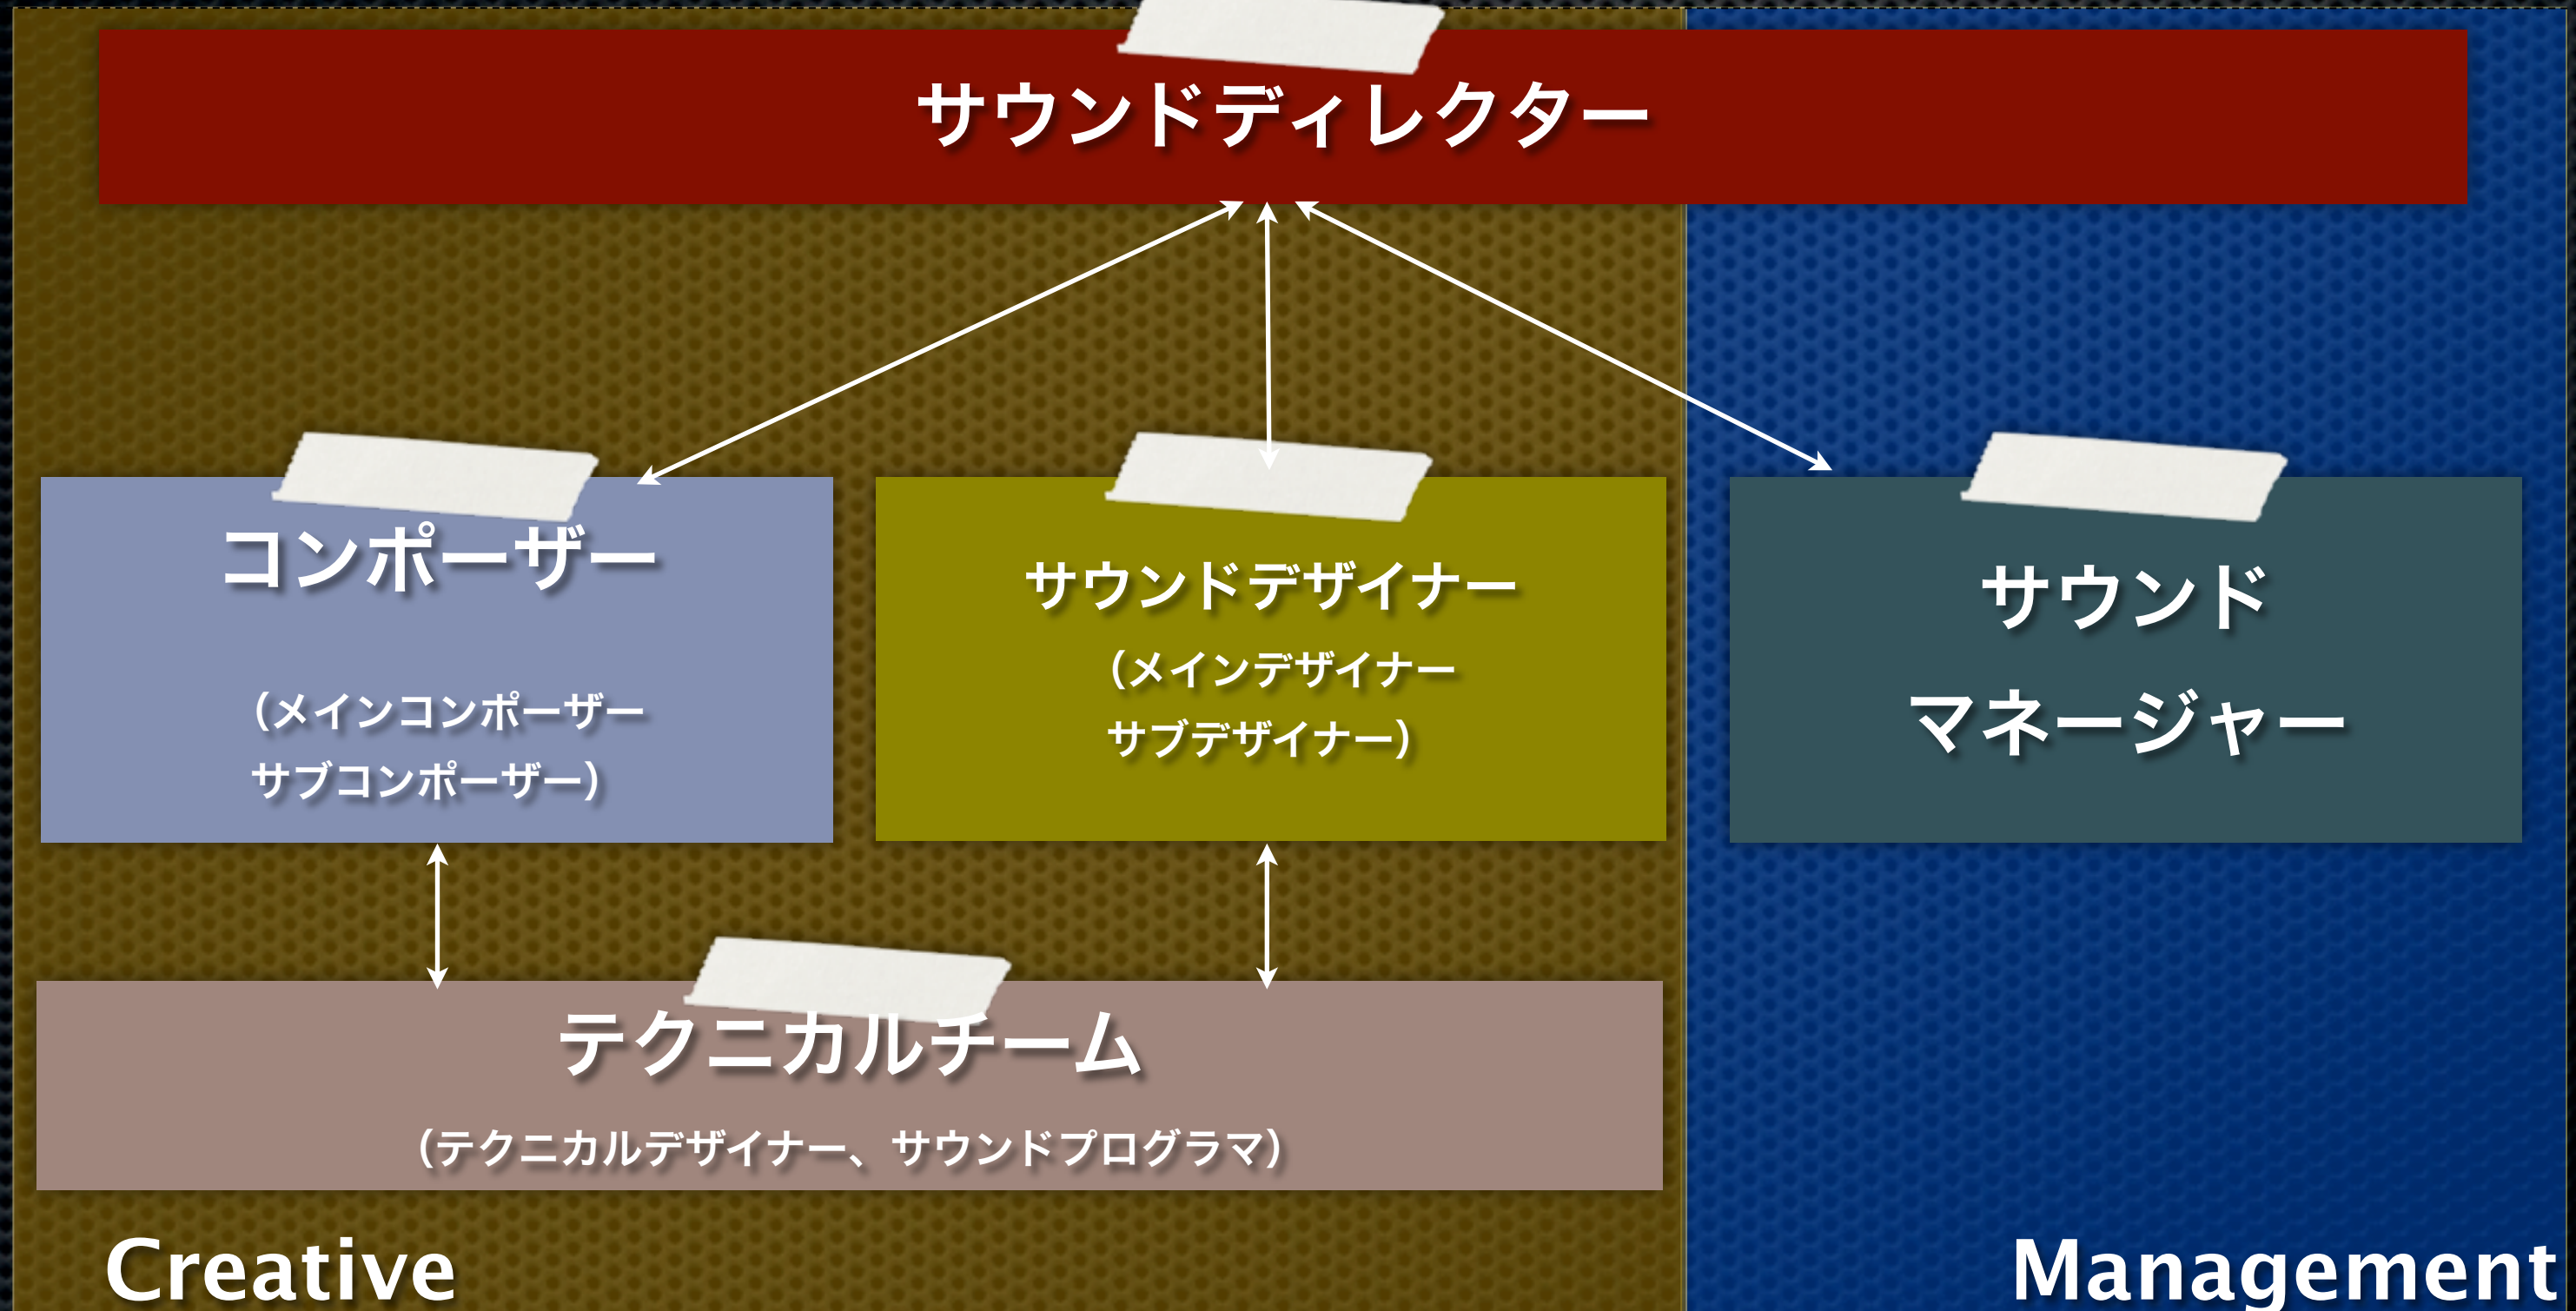 サウンドディレクター
コンポーザー
（メインコンポーザー
サブコンポーザー）
サウンドデザイナー
（メインデザイナー
サブデザイナー）
サウンド
マネージャー
テクニカルチーム
（テクニカルデザイナー、サウンドプログラマ）
Creative
Management